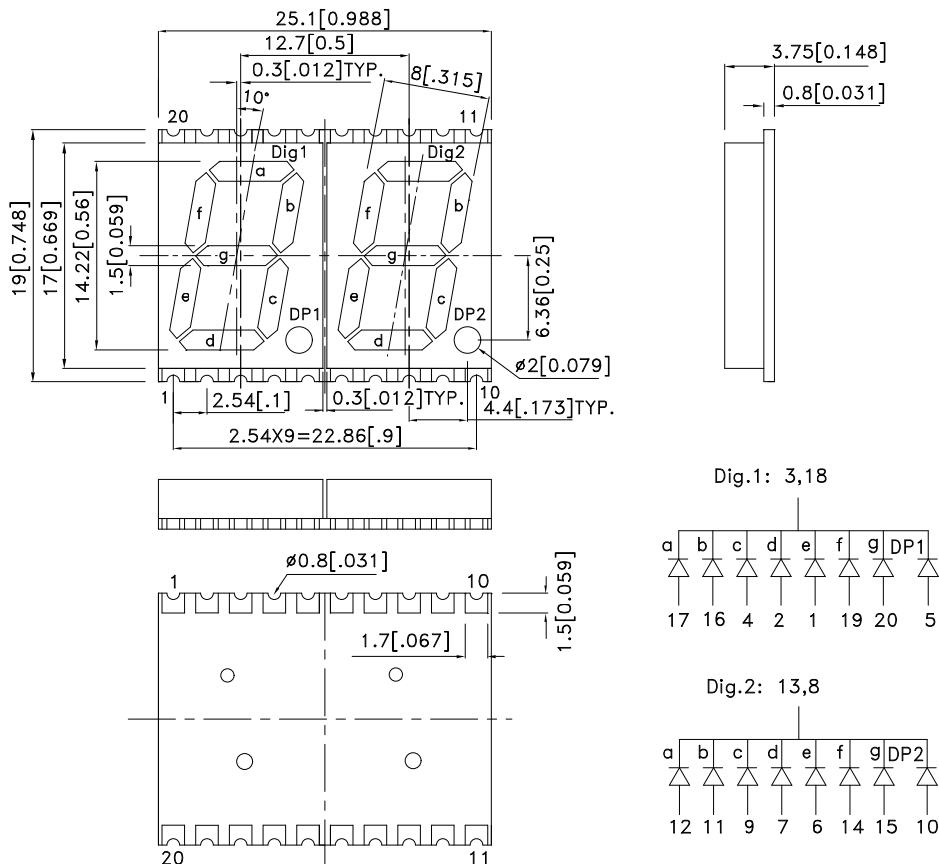 25.1[0.988]
12.7[0.5]
0.3[.012]TYP.
8[.315]
10°
20
11
Dig1
Dig2
a
b
f
g
e
c
d
DP1
f
b
g
e
c
d
DP2
19[0.748]
17[0.669]
14.22[0.56]
1.5[0.059]
6.36[0.25]
ø2[0.079]
1
10
2.54[.1]
0.3[.012]TYP.
4.4[.173]TYP.
2.54X9=22.86[.9]
3.75[0.148]
0.8[0.031]
ø0.8[.031]
1
10
1.5[0.059]
1.7[.067]
20
11
Dig.1: 3,18
a b c d e f g DP1
17 16 4 2 1 19 20 5
Dig.2: 13,8
a b c d e f g DP2
12 11 9 7 6 14 15 10